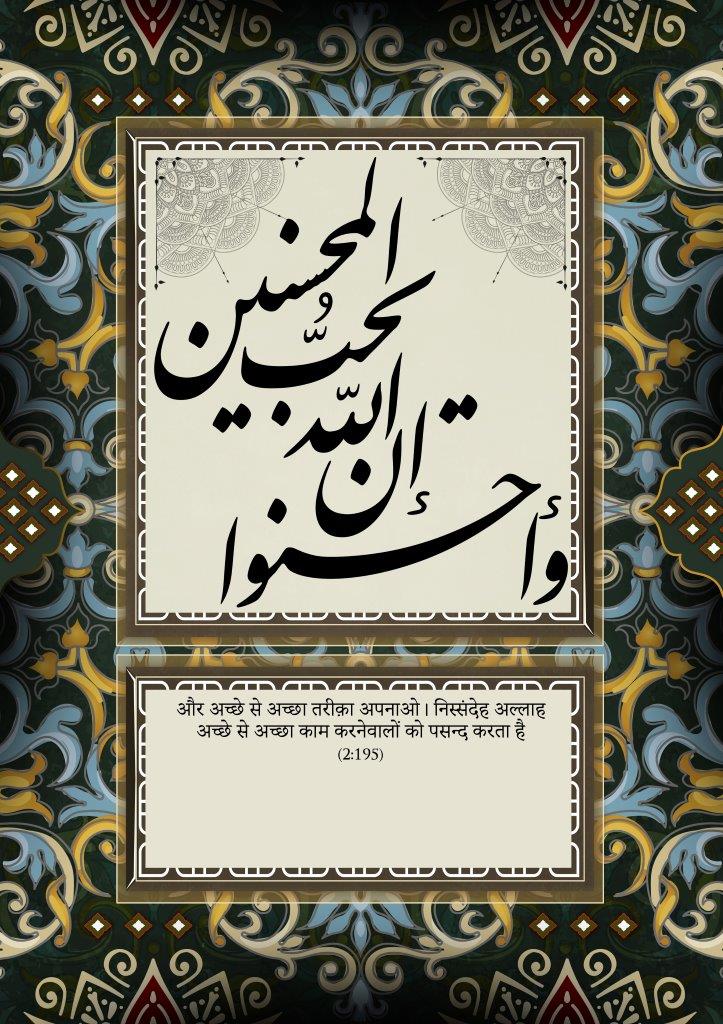 وأحسنوا
إن
الله
يحبُّ
المحسنين
और अच्छे से अच्छा तरीक़ा अपनाओ। निस्संदेह अल्लाह
अच्छे से अच्छा काम करनेवालों को पसन्द करता है
(2:195)